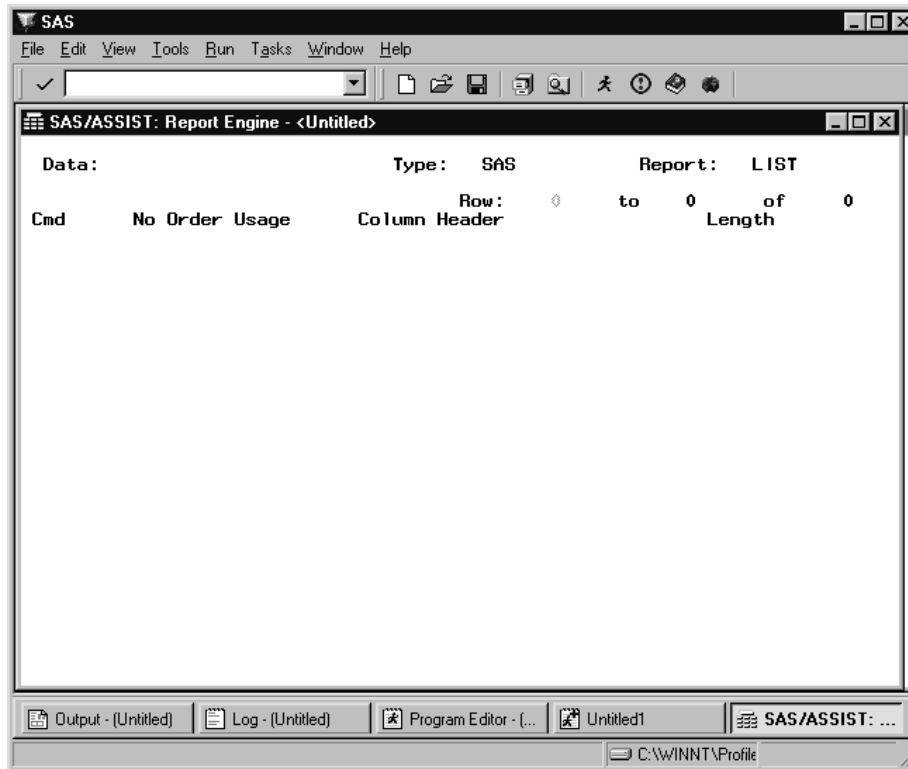 SAS
File Edit View Tools Run Tasks Window Help
SAS/ASSIST: Report Engine - <Untitled>
Data: Type: SAS Report: LIST
Row: 0 to 0 of 0
Cmd No Order Usage Column Header Length
Output - (Untitled) Log - (Untitled) Program Editor - (... Untitled1 SAS/ASSIST: ...
C:\WINNT\Profile